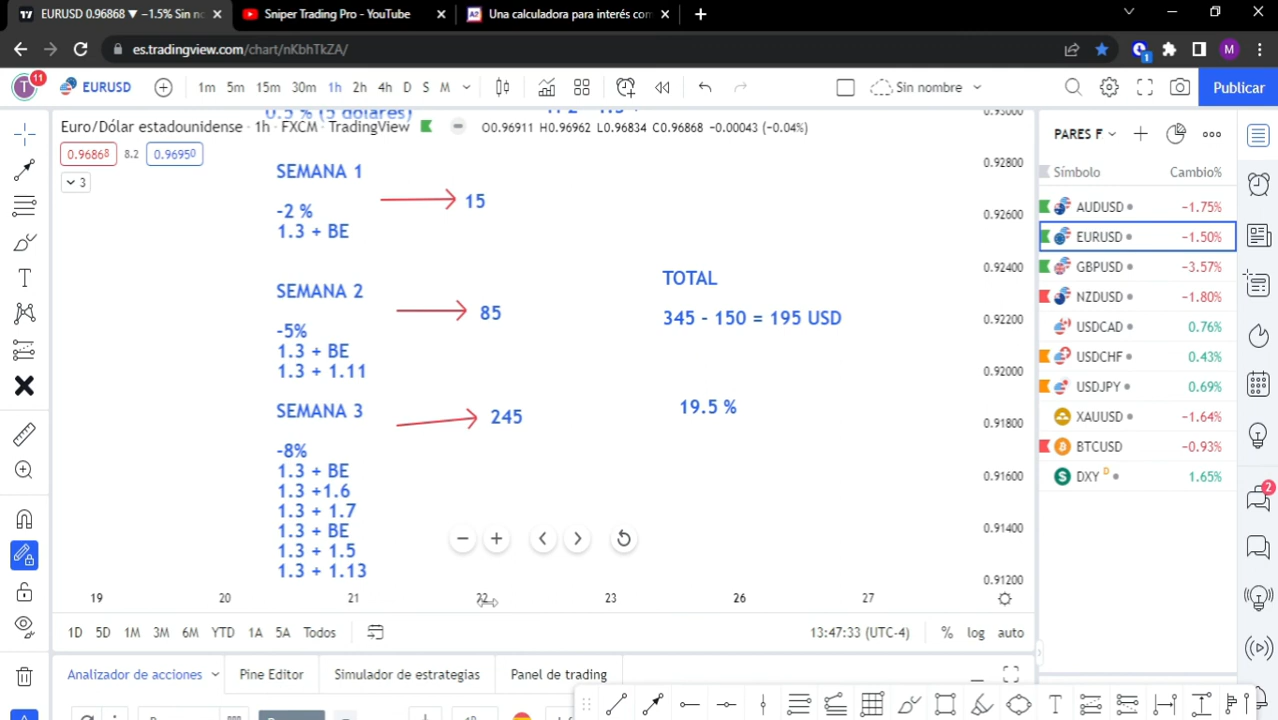 EURUSD 0.96868 ▼ −1.5% Sin no
Sniper Trading Pro - YouTube
Una calculadora para interés com
es.tradingview.com/chart/nKbhTkZA/
11
EURUSD
1m 5m 15m 30m 1h 2h 4h D S M
Sin nombre
Publicar
0.5 % (5 dolares)
Euro/Dólar estadounidense · 1h · FXCM · TradingView
O0.96911 H0.96962 L0.96834 C0.96868 −0.00043 (−0.04%)
0.96868 8.2 0.96950
3
SEMANA 1
-2 %
1.3 + BE
15
SEMANA 2
-5%
1.3 + BE
1.3 + 1.11
85
SEMANA 3
-8%
1.3 + BE
1.3 +1.6
1.3 + 1.7
1.3 + BE
1.3 + 1.5
1.3 + 1.13
245
TOTAL
345 - 150 = 195 USD
19.5 %
0.93000
0.92800
0.92600
0.92400
0.92200
0.92000
0.91800
0.91600
0.91400
0.91200
19 20 21 22 23 26 27
1D 5D 1M 3M 6M YTD 1A 5A Todos
13:47:33 (UTC-4) % log auto
Analizador de acciones Pine Editor Simulador de estrategias Panel de trading
PARES F
Símbolo Cambio%
AUDUSD −1.75%
EURUSD −1.50%
GBPUSD −3.57%
NZDUSD −1.80%
USDCAD 0.76%
USDCHF 0.43%
USDJPY 0.69%
XAUUSD −1.64%
BTCUSD −0.93%
DXY D 1.65%
2